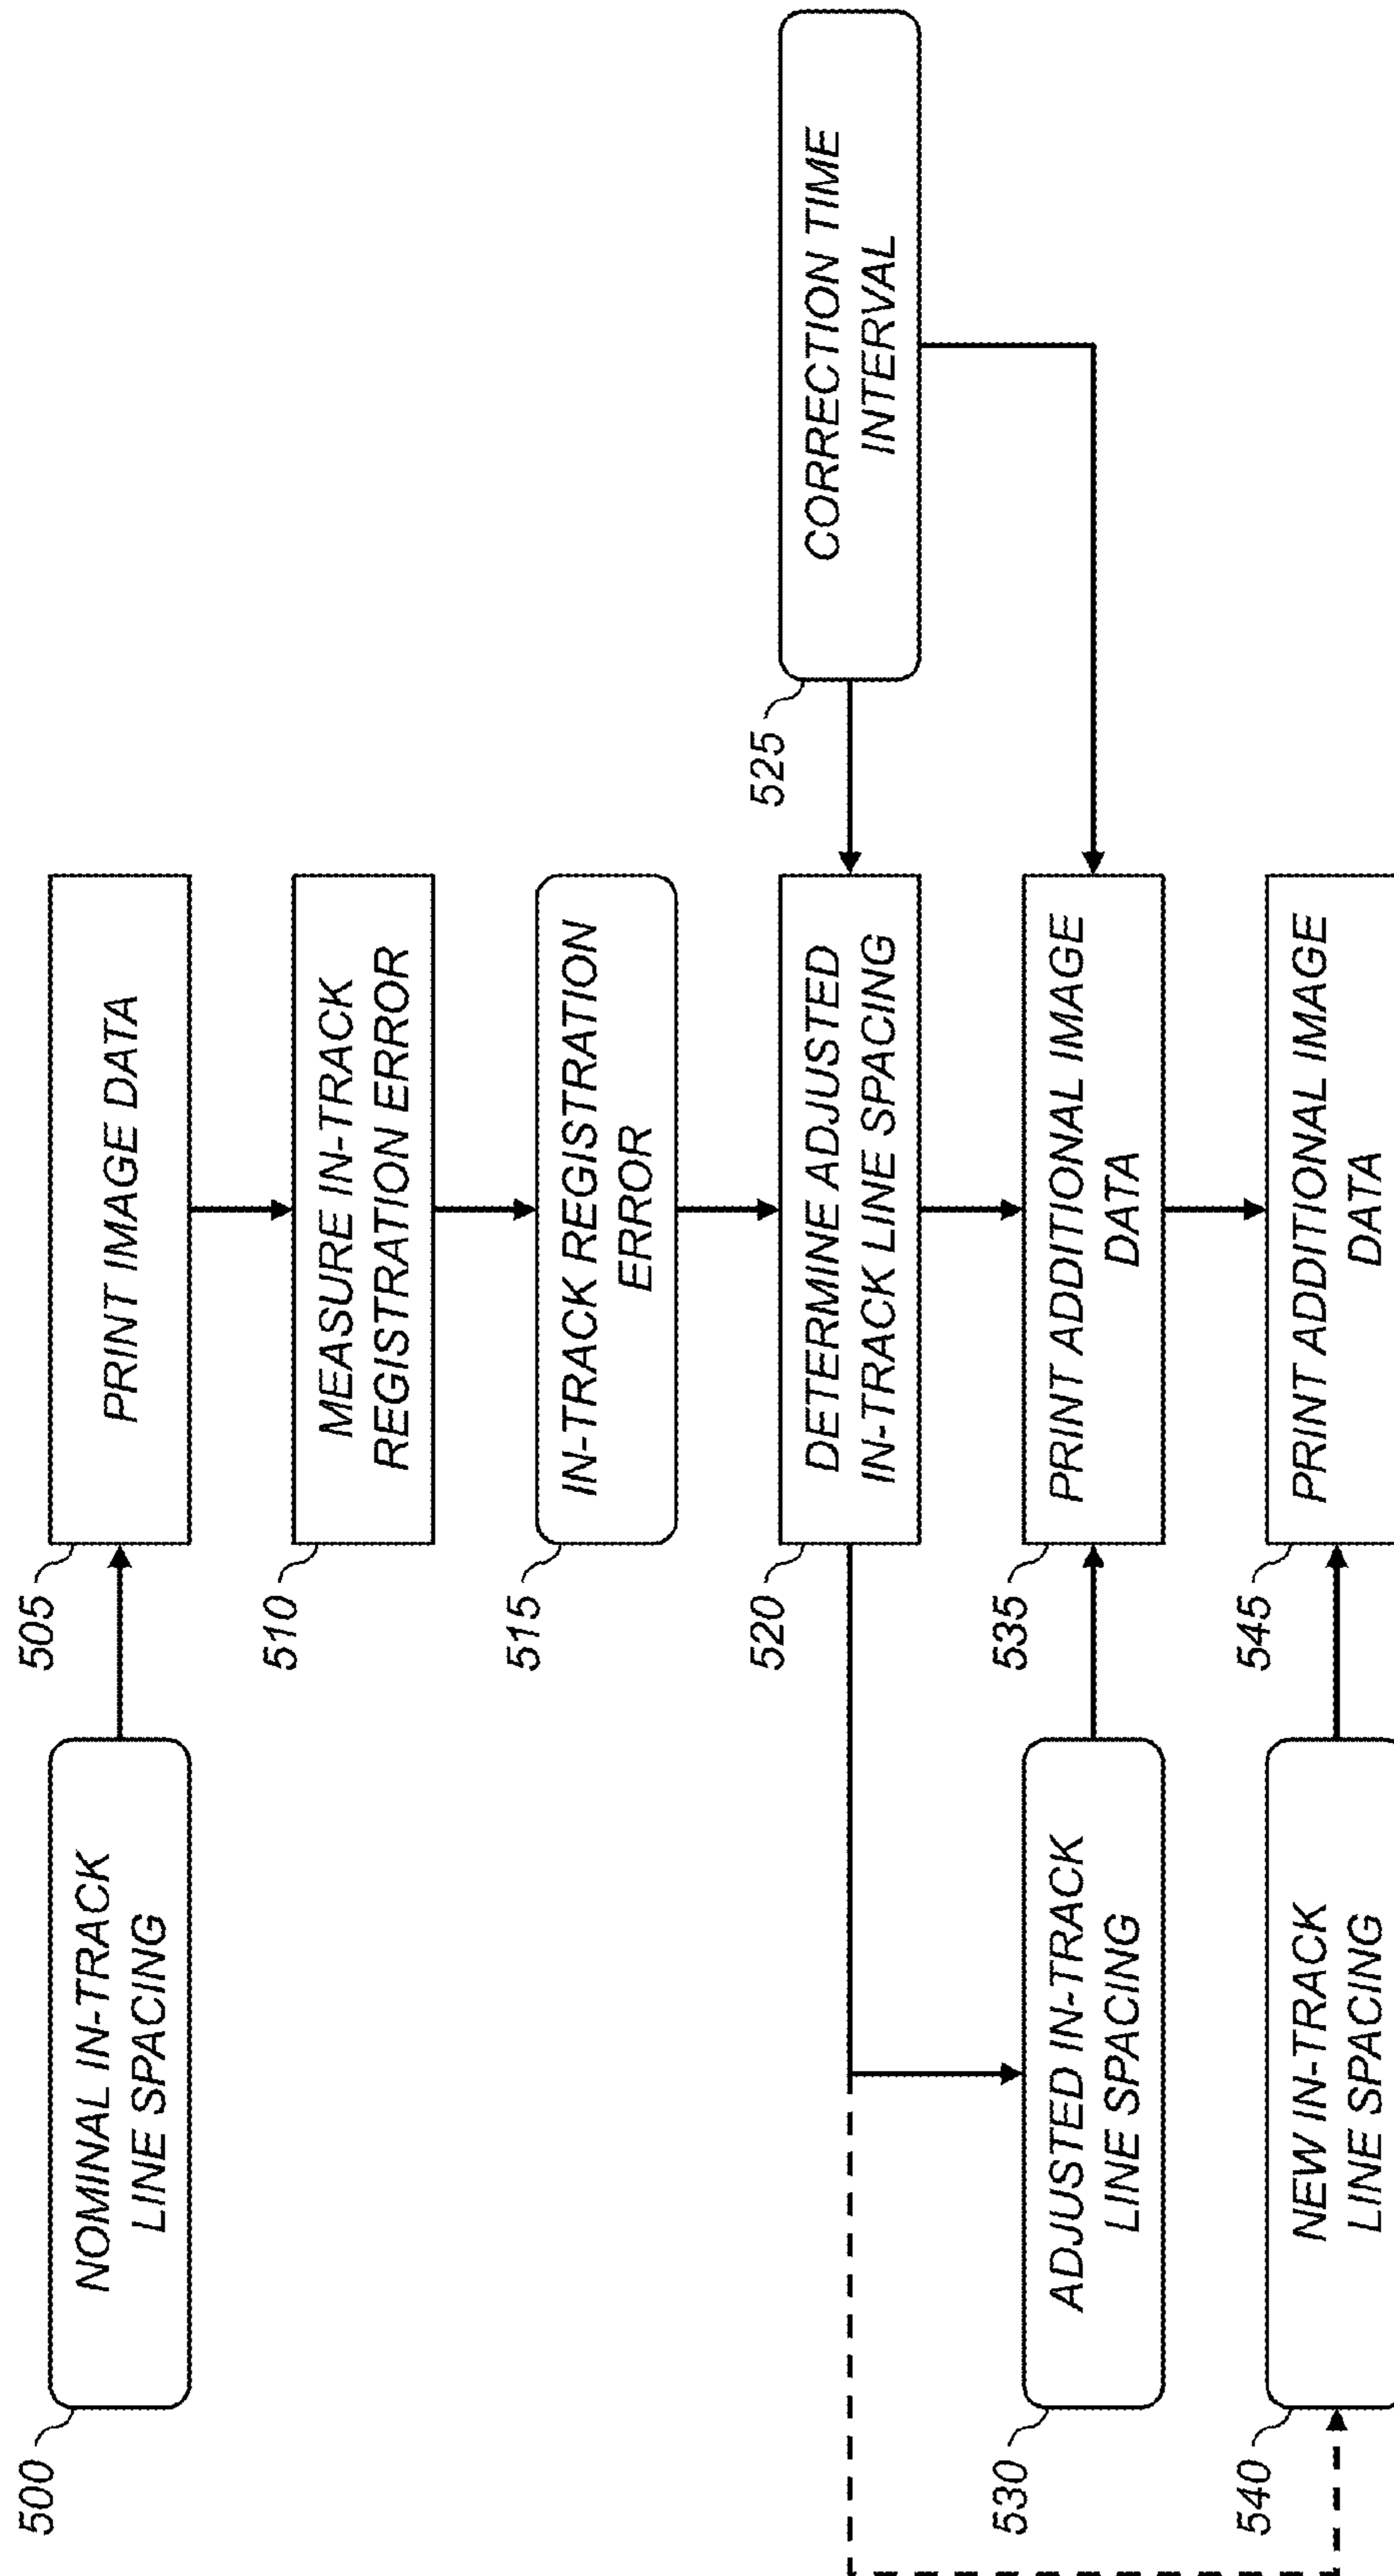 500
NOMINAL IN-TRACK
LINE SPACING
505
PRINT IMAGE DATA
510
MEASURE IN-TRACK
REGISTRATION ERROR
515
IN-TRACK REGISTRATION
ERROR
520
DETERMINE ADJUSTED
IN-TRACK LINE SPACING
525
CORRECTION TIME
INTERVAL
530
ADJUSTED IN-TRACK
LINE SPACING
535
PRINT ADDITIONAL IMAGE
DATA
540
NEW IN-TRACK
LINE SPACING
545
PRINT ADDITIONAL IMAGE
DATA